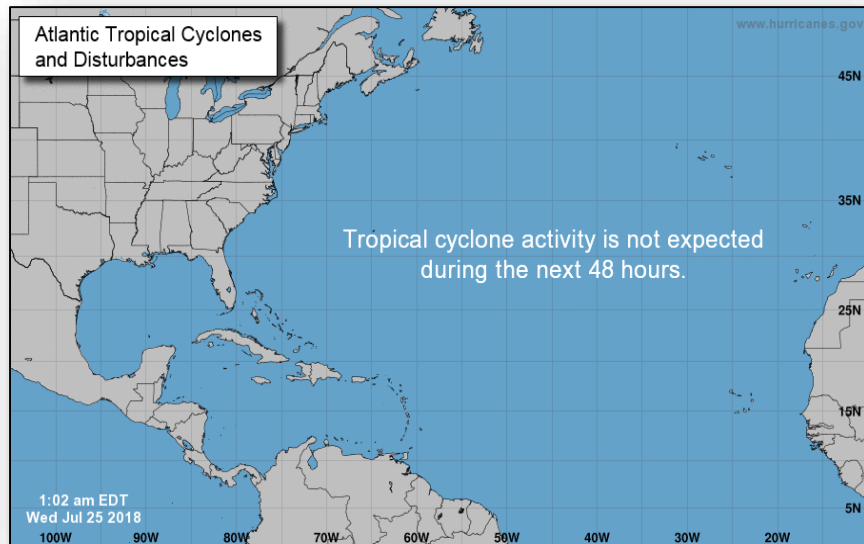 Atlantic Tropical Cyclones
and Disturbances
www.hurricanes.gov
45N
35N
Tropical cyclone activity is not expected
during the next 48 hours.
25N
15N
1:02 am EDT
Wed Jul 25 2018
5N
100W 90W 80W 70W 60W 50W 40W 30W 20W